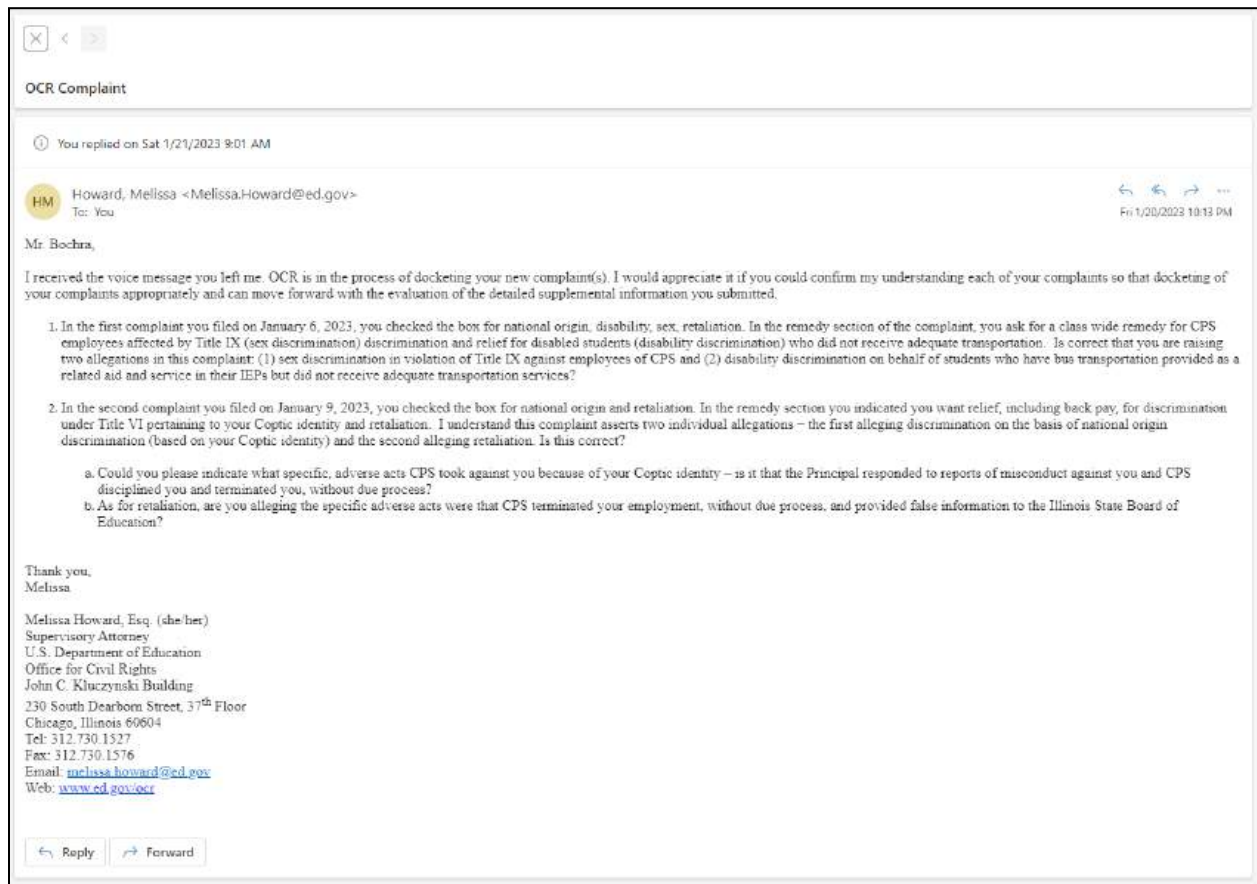 OCR Complaint
You replied on Sat 1/21/2023 9:01 AM
HM
Howard, Melissa <Melissa.Howard@ed.gov>
To: You
Fri 1/20/2023 10:13 PM
Mr. Bochra,
I received the voice message you left me. OCR is in the process of docketing your new complaint(s). I would appreciate it if you could confirm my understanding each of your complaints so that docketing of
your complaints appropriately and can move forward with the evaluation of the detailed supplemental information you submitted.
1. In the first complaint you filed on January 6, 2023, you checked the box for national origin, disability, sex, retaliation. In the remedy section of the complaint, you ask for a class wide remedy for CPS
employees affected by Title IX (sex discrimination) discrimination and relief for disabled students (disability discrimination) who did not receive adequate transportation. Is correct that you are raising
two allegations in this complaint: (1) sex discrimination in violation of Title IX against employees of CPS and (2) disability discrimination on behalf of students who have bus transportation provided as a
related aid and service in their IEPs but did not receive adequate transportation services?
2. In the second complaint you filed on January 9, 2023, you checked the box for national origin and retaliation. In the remedy section you indicated you want relief, including back pay, for discrimination
under Title VI pertaining to your Coptic identity and retaliation. I understand this complaint asserts two individual allegations – the first alleging discrimination on the basis of national origin
discrimination (based on your Coptic identity) and the second alleging retaliation. Is this correct?
a. Could you please indicate what specific, adverse acts CPS took against you because of your Coptic identity – is it that the Principal responded to reports of misconduct against you and CPS
disciplined you and terminated you, without due process?
b. As for retaliation, are you alleging the specific adverse acts were that CPS terminated your employment, without due process, and provided false information to the Illinois State Board of
Education?
Thank you,
Melissa
Melissa Howard, Esq. (she/her)
Supervisory Attorney
U.S. Department of Education
Office for Civil Rights
John C. Kluczynski Building
230 South Dearborn Street, 37th Floor
Chicago, Illinois 60604
Tel: 312.730.1527
Fax: 312.730.1576
Email: melissa.howard@ed.gov
Web: www.ed.gov/ocr
Reply
Forward